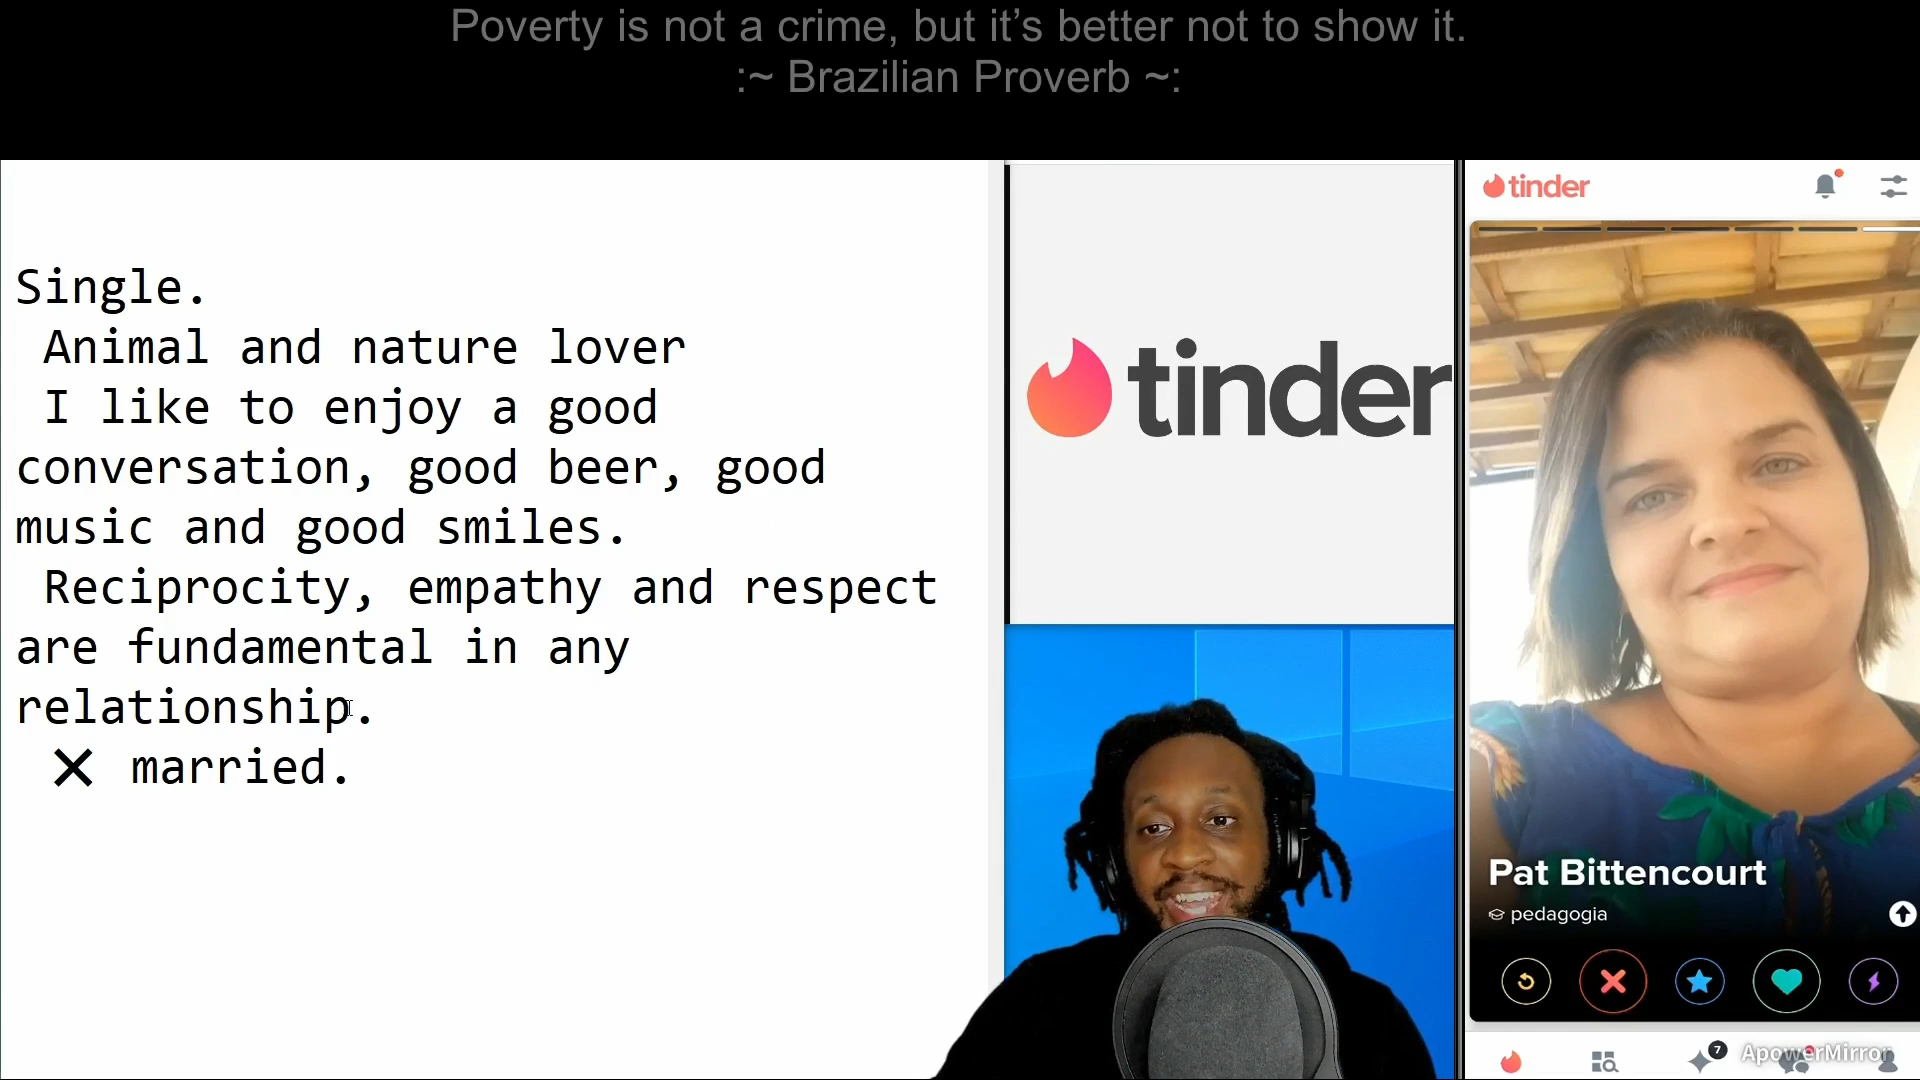 Poverty is not a crime, but it’s better not to show it.
:~ Brazilian Proverb ~:
Single.
Animal and nature lover
I like to enjoy a good
conversation, good beer, good
music and good smiles.
Reciprocity, empathy and respect
are fundamental in any
relationship.
❌ married.
tinder
tinder
Pat Bittencourt
pedagogia
7
ApowerMirror